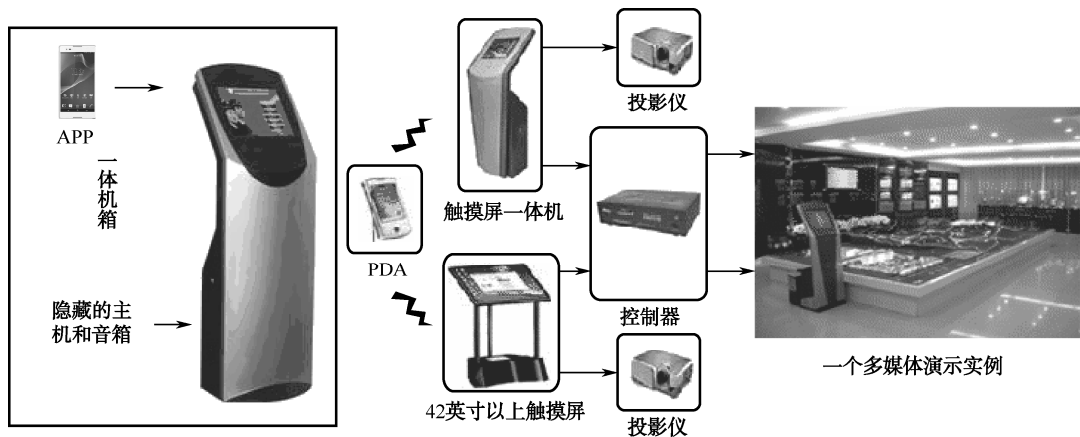 APP
一体机箱
隐藏的主
机和音箱
PDA
触摸屏一体机
42英寸以上触摸屏
投影仪
控制器
投影仪
一个多媒体演示实例